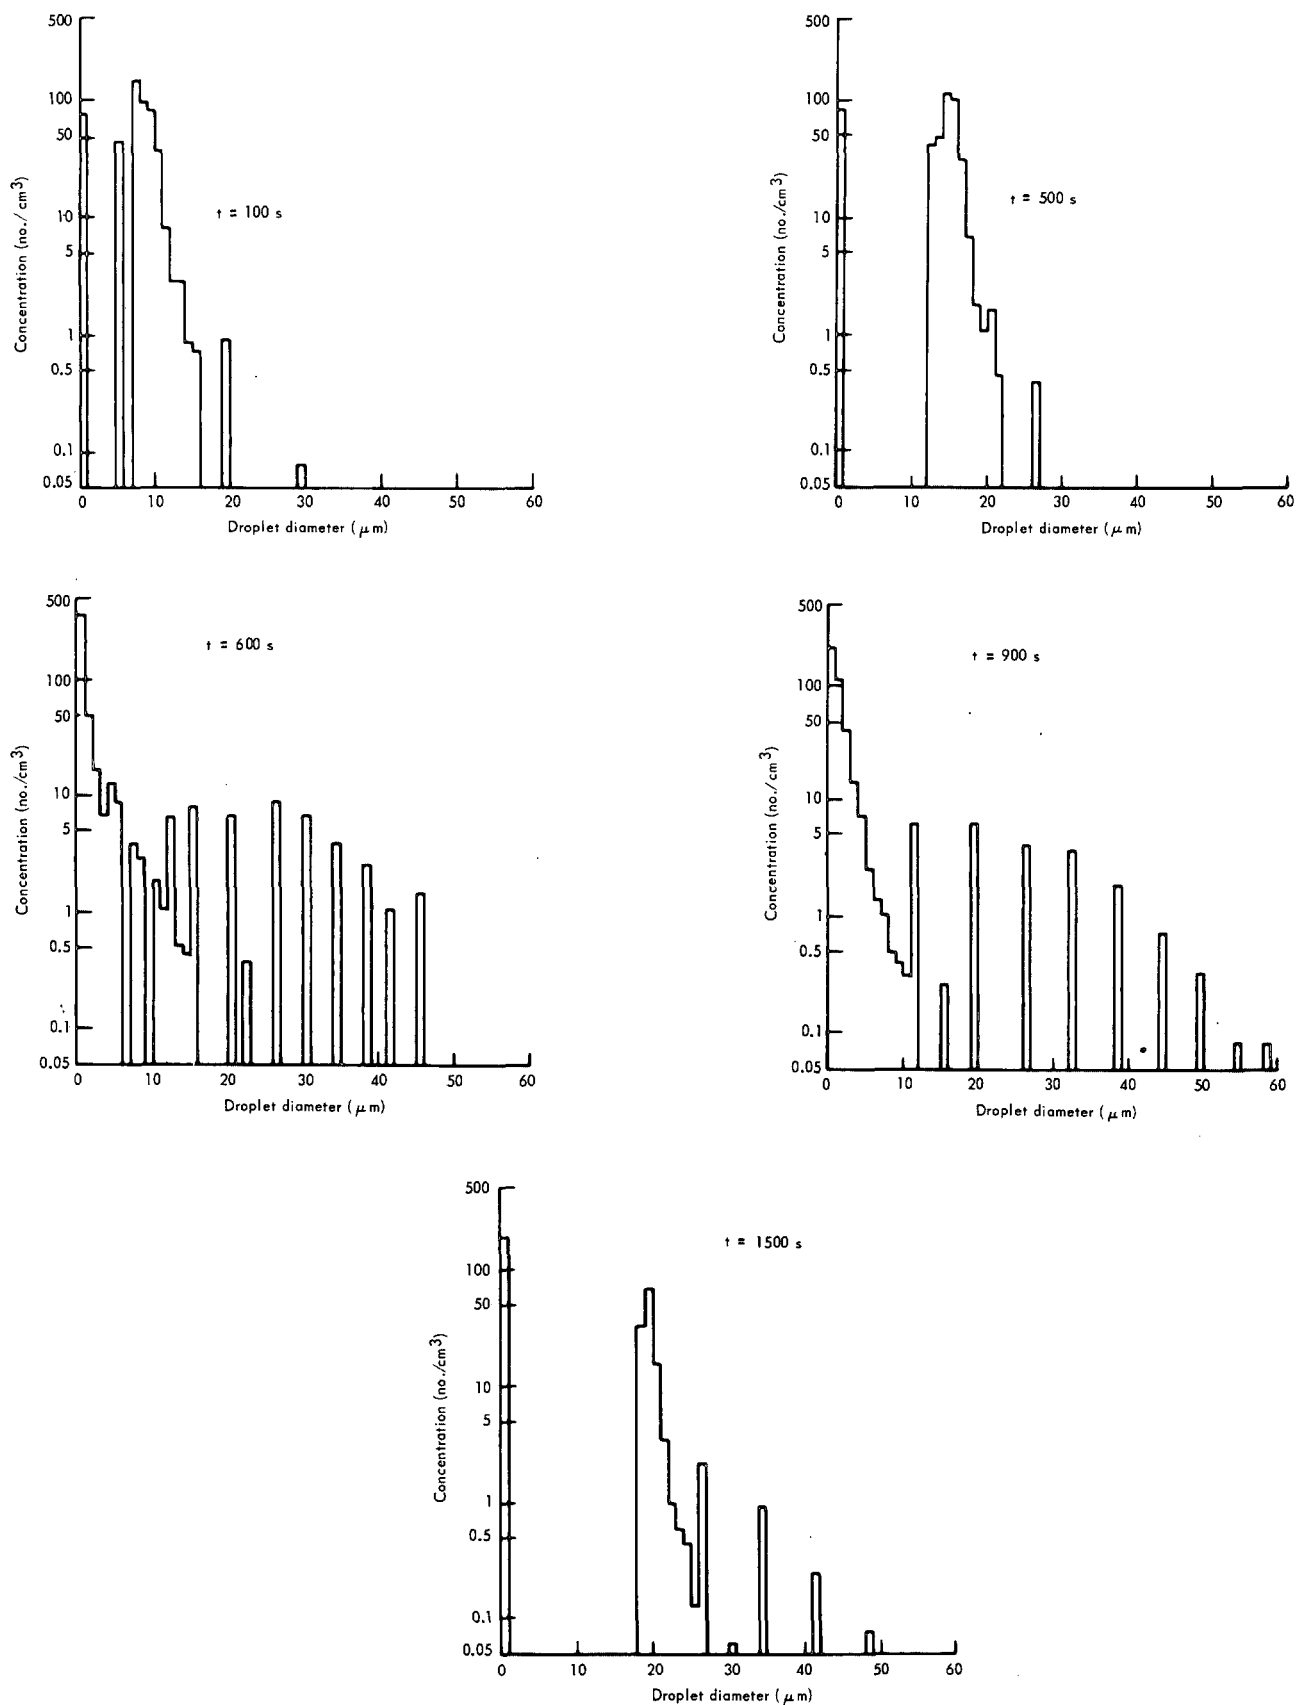 500
100
50
10
5
1
0.5
0.1
0.05
Concentration (no./cm³)
t = 100 s
0 10 20 30 40 50 60
Droplet diameter (μm)
500
100
50
10
5
1
0.5
0.1
0.05
Concentration (no./cm³)
t = 500 s
0 10 20 30 40 50 60
Droplet diameter (μm)
500
100
50
10
5
1
0.5
0.1
0.05
Concentration (no./cm³)
t = 600 s
0 10 20 30 40 50 60
Droplet diameter (μm)
500
100
50
10
5
1
0.5
0.1
0.05
Concentration (no./cm³)
t = 900 s
0 10 20 30 40 50 60
Droplet diameter (μm)
500
100
50
10
5
1
0.5
0.1
0.05
Concentration (no./cm³)
t = 1500 s
0 10 20 30 40 50 60
Droplet diameter (μm)